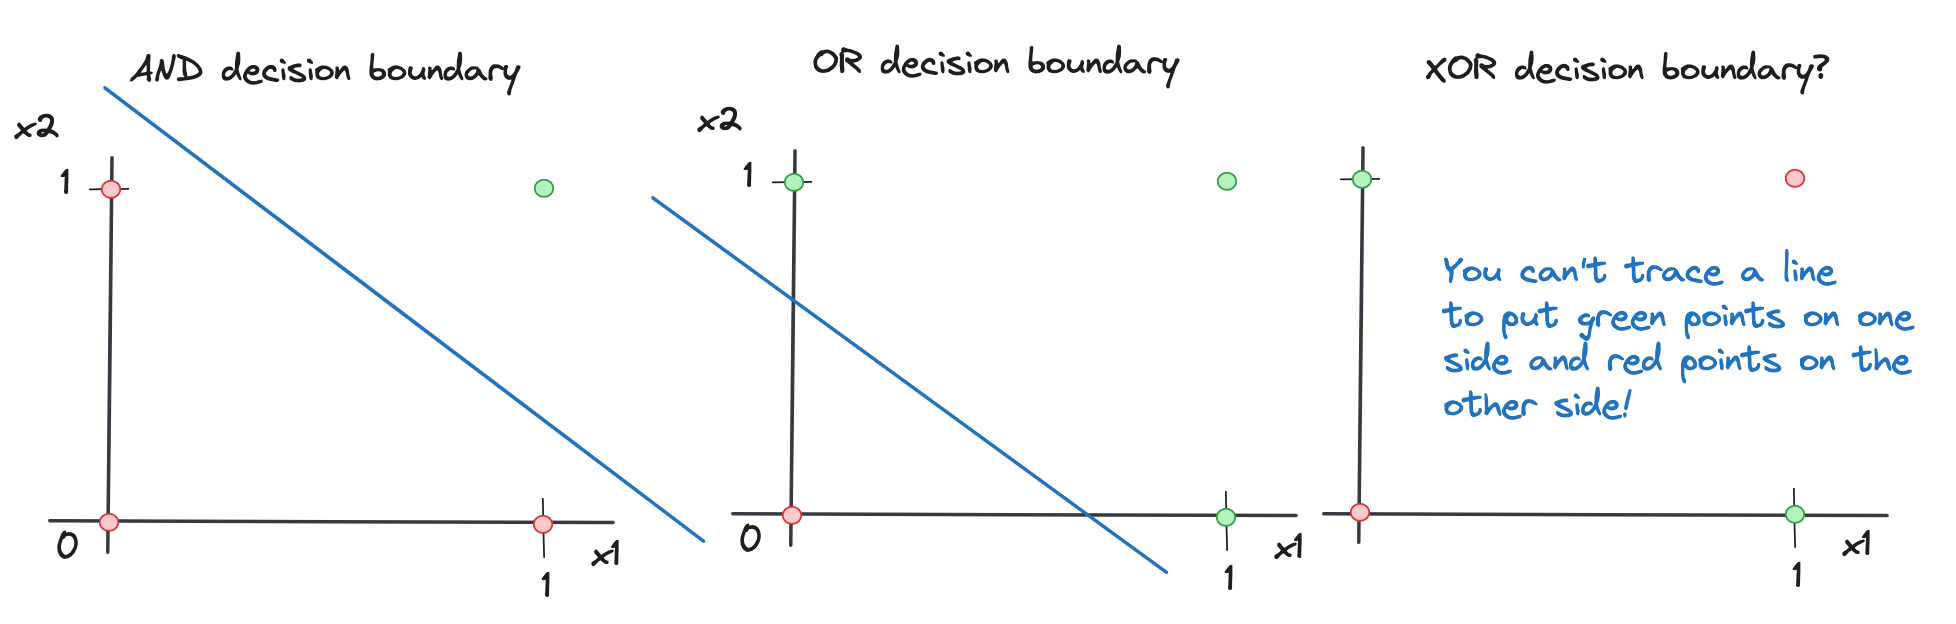 AND decision boundary
x2
1
0
1
x1
OR decision boundary
x2
1
0
1
x1
XOR decision boundary?
You can't trace a line
to put green points on one
side and red points on the
other side!
x1
1